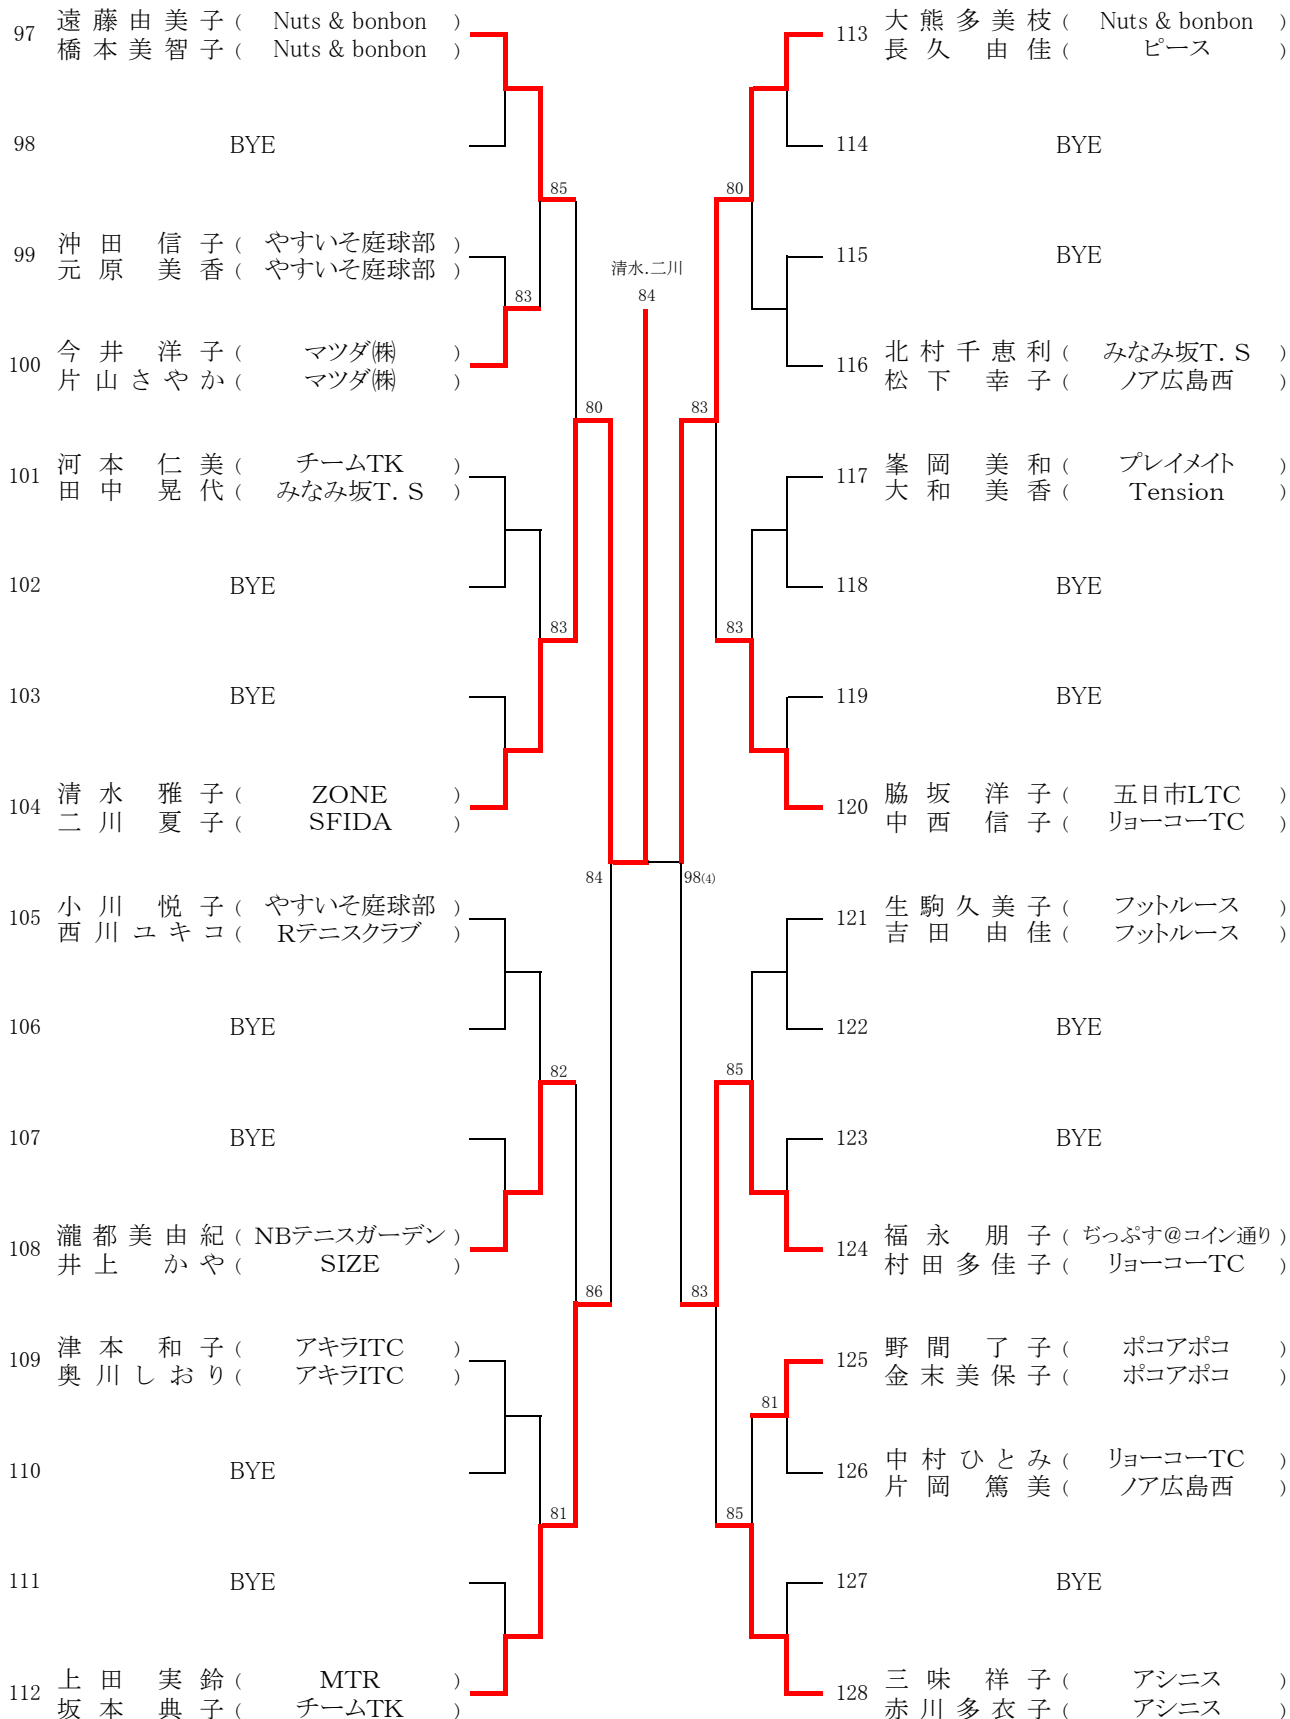 97 遠藤由美子( Nuts & bonbon )
橋本美智子( Nuts & bonbon )
98 BYE
85
99 沖田 信子( やすいそ庭球部 )
元原 美香( やすいそ庭球部 )
83
100 今井 洋子( マツダ㈱ )
片山さやか( マツダ㈱ )
80
101 河本 仁美( チームTK )
田中 晃代( みなみ坂T.S )
102 BYE
83
103 BYE
104 清水 雅子( ZONE )
二川 夏子( SFIDA )
84
105 小川 悦子( やすいそ庭球部 )
西川ユキコ( Rテニスクラブ )
106 BYE
82
107 BYE
108 瀧都美由紀( NBテニスガーデン )
井上 かや( SIZE )
86
109 津本 和子( アキラITC )
奥川しおり( アキラITC )
110 BYE
81
111 BYE
112 上田 実鈴( MTR )
坂本 典子( チームTK )
清水.二川
84
113 大熊多美枝( Nuts & bonbon )
長久 由佳( ピース )
114 BYE
80
115 BYE
116 北村千恵利( みなみ坂T.S )
松下 幸子( ノア広島西 )
83
117 峯岡 美和( プレイメイト )
大和 美香( Tension )
118 BYE
83
119 BYE
120 脇坂 洋子( 五日市LTC )
中西 信子( リョーコーTC )
98(4)
121 生駒久美子( フットルース )
吉田 由佳( フットルース )
122 BYE
85
123 BYE
124 福永 朋子( ぢっぷす@コイン通り )
村田多佳子( リョーコーTC )
83
125 野間 了子( ポコアポコ )
金末美保子( ポコアポコ )
81
126 中村ひとみ( リョーコーTC )
片岡 篤美( ノア広島西 )
85
127 BYE
128 三味 祥子( アシニス )
赤川多衣子( アシニス )